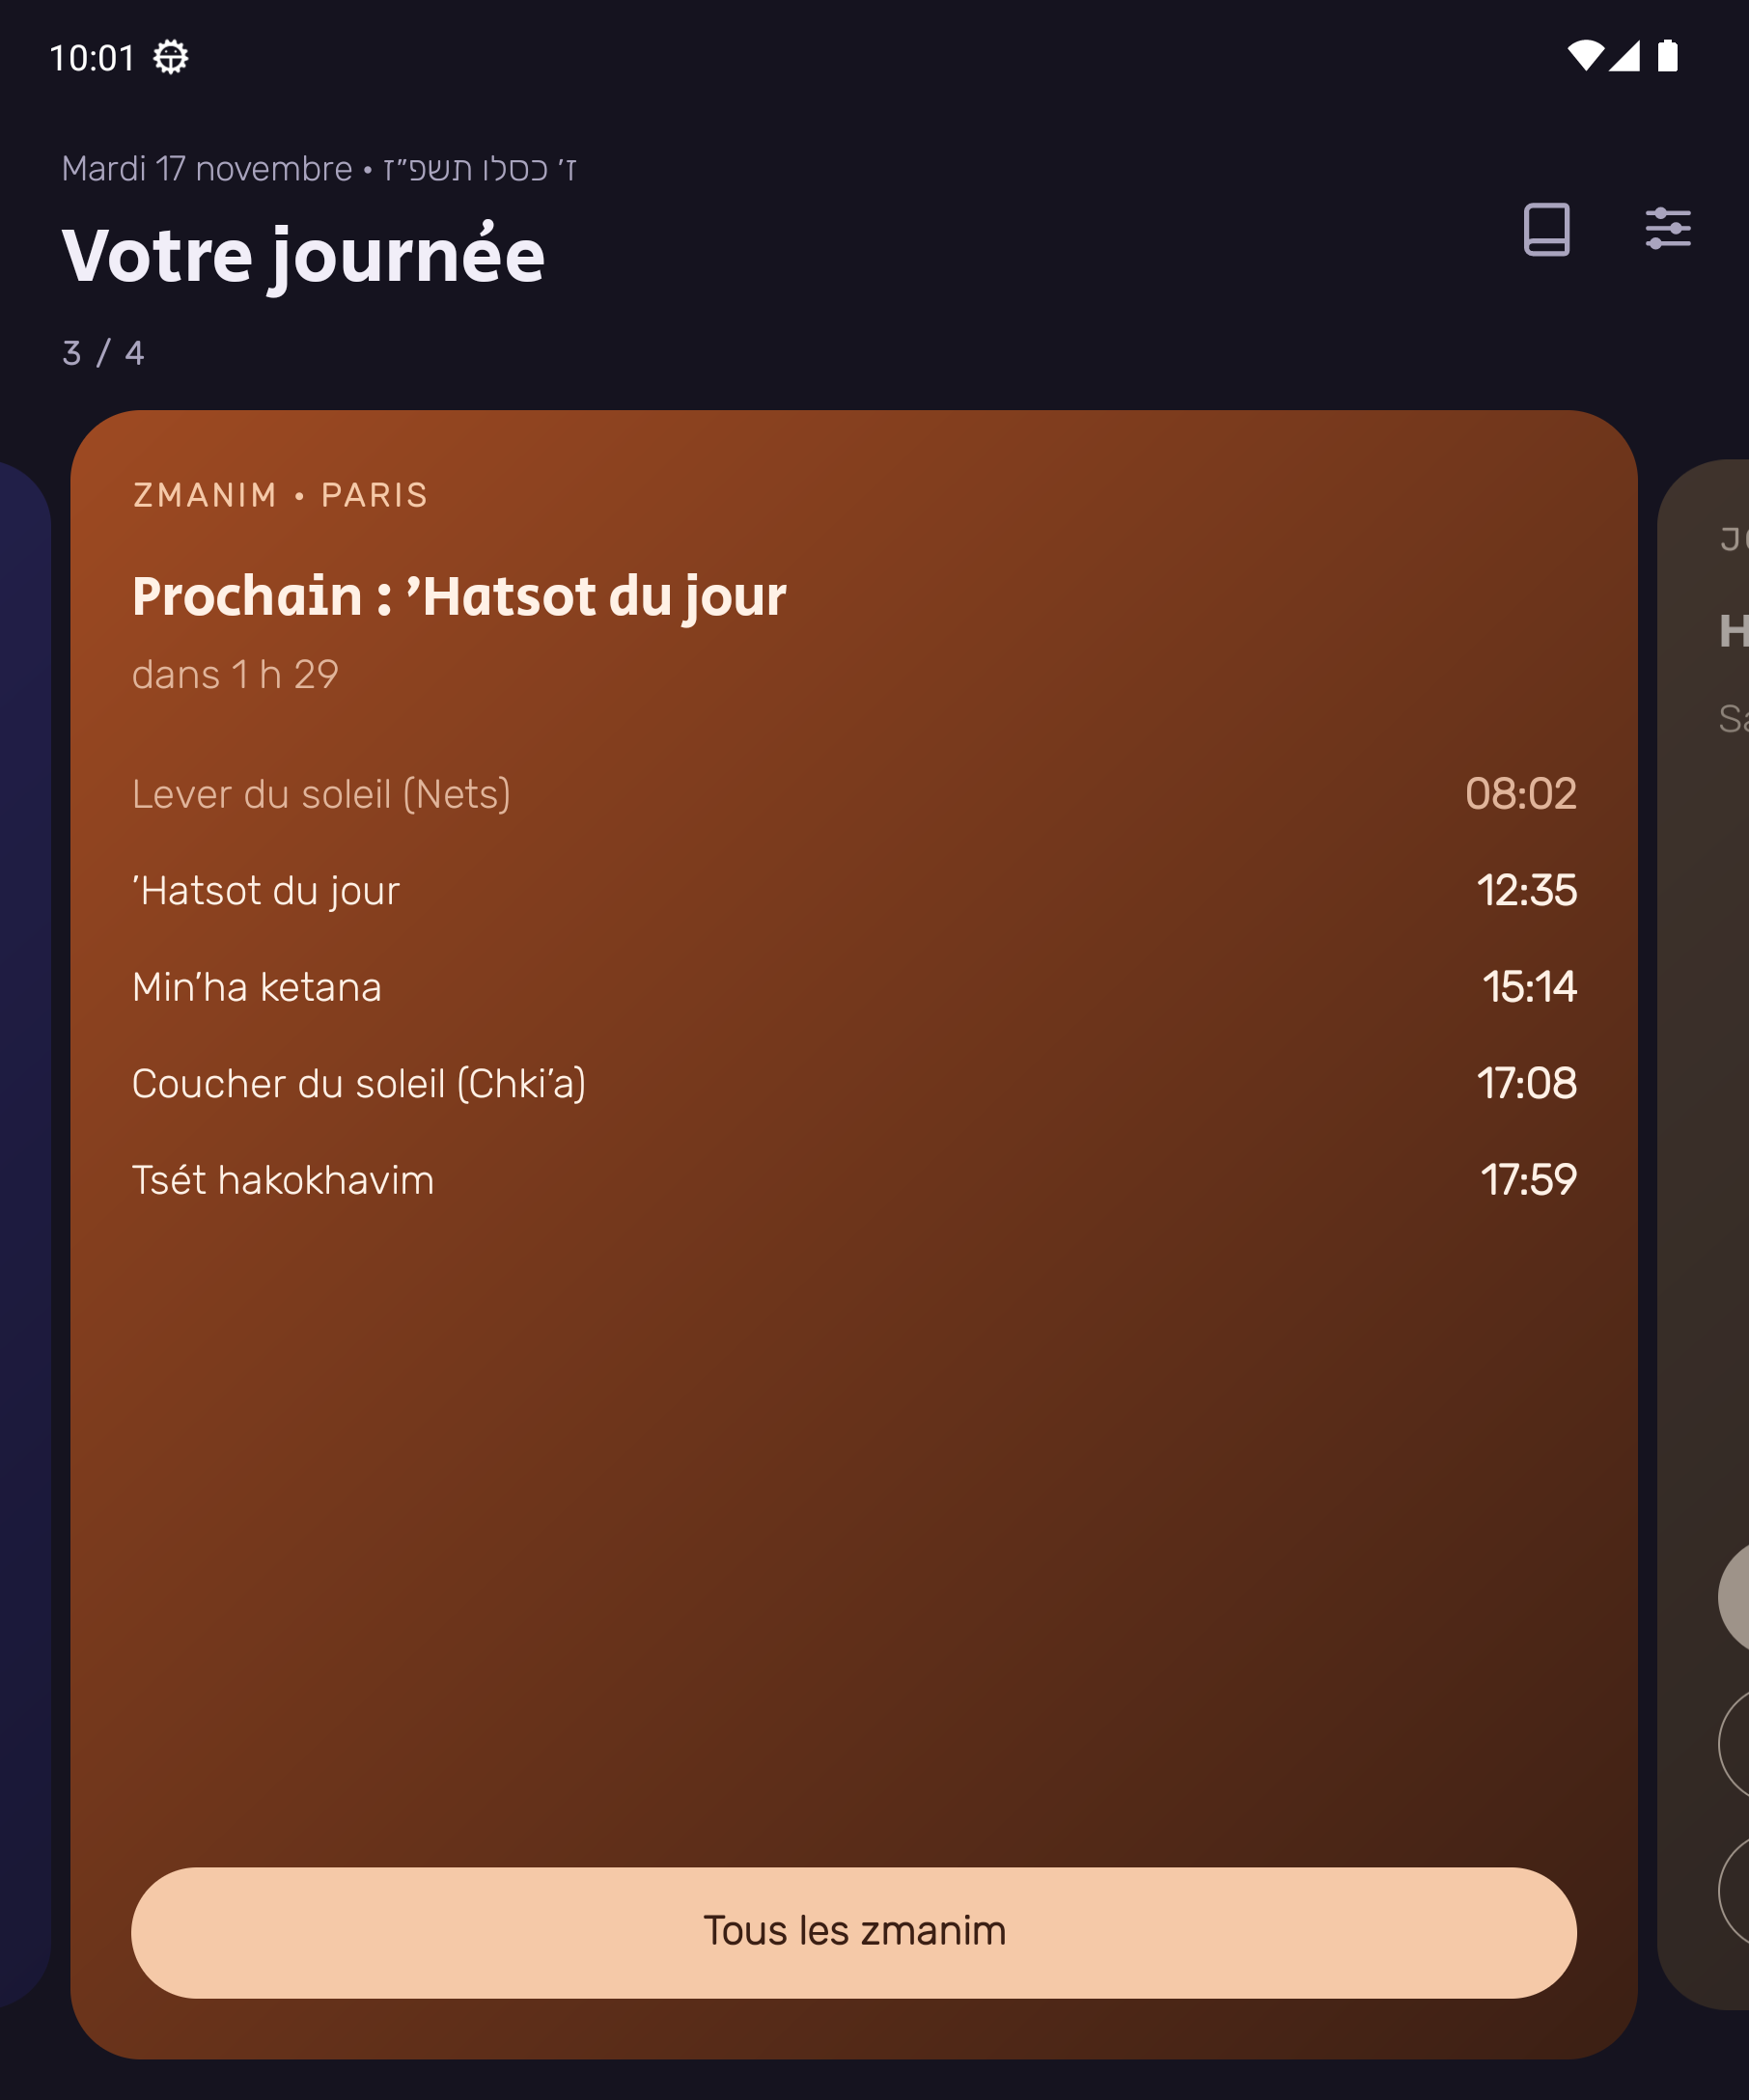 10:01
Mardi 17 novembre • ז׳ כסלו תשפ״ז
Votre journée
3 / 4
ZMANIM • PARIS
Prochain : ’Hatsot du jour
dans 1 h 29
Lever du soleil (Nets) 08:02
’Hatsot du jour 12:35
Min’ha ketana 15:14
Coucher du soleil (Chki’a) 17:08
Tsét hakokhavim 17:59
Tous les zmanim